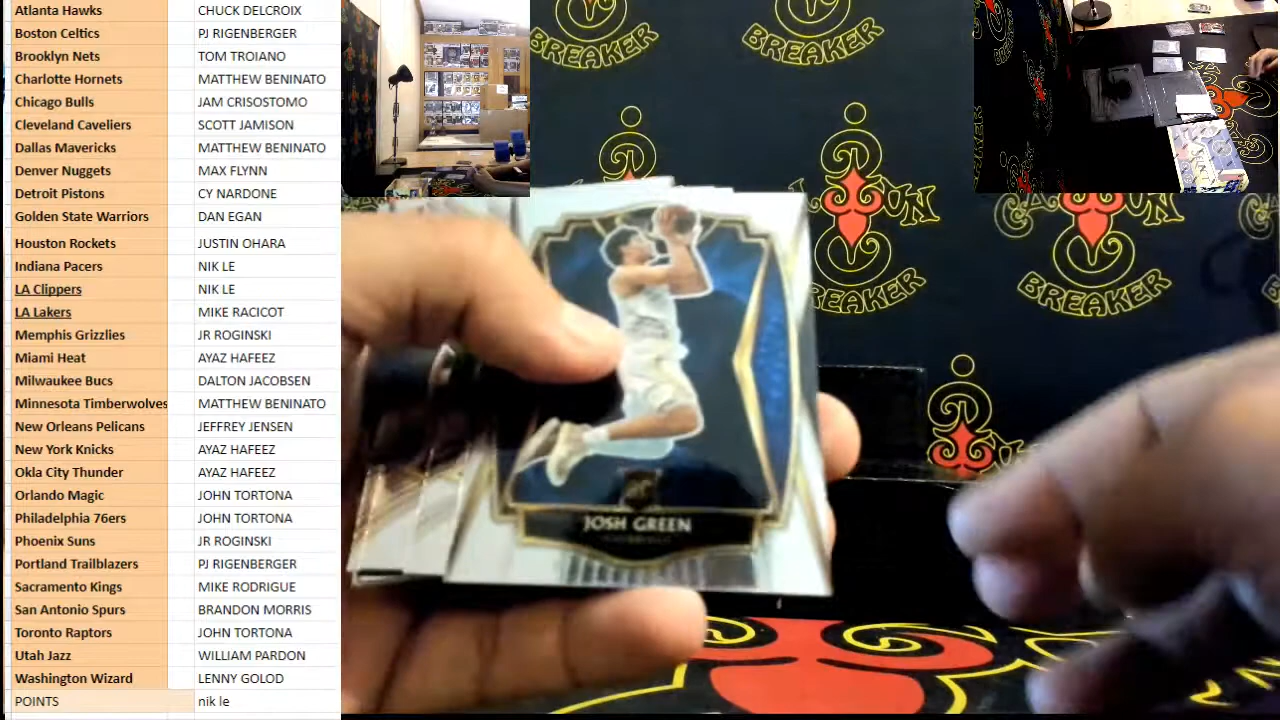 Atlanta Hawks CHUCK DELCROIX
Boston Celtics PJ RIGENBERGER
Brooklyn Nets TOM TROIANO
Charlotte Hornets MATTHEW BENINATO
Chicago Bulls JAM CRISOSTOMO
Cleveland Caveliers SCOTT JAMISON
Dallas Mavericks MATTHEW BENINATO
Denver Nuggets MAX FLYNN
Detroit Pistons CY NARDONE
Golden State Warriors DAN EGAN
Houston Rockets JUSTIN OHARA
Indiana Pacers NIK LE
LA Clippers NIK LE
LA Lakers MIKE RACICOT
Memphis Grizzlies JR ROGINSKI
Miami Heat AYAZ HAFEEZ
Milwaukee Bucs DALTON JACOBSEN
Minnesota Timberwolves MATTHEW BENINATO
New Orleans Pelicans JEFFREY JENSEN
New York Knicks AYAZ HAFEEZ
Okla City Thunder AYAZ HAFEEZ
Orlando Magic JOHN TORTONA
Philadelphia 76ers JOHN TORTONA
Phoenix Suns JR ROGINSKI
Portland Trailblazers PJ RIGENBERGER
Sacramento Kings MIKE RODRIGUE
San Antonio Spurs BRANDON MORRIS
Toronto Raptors JOHN TORTONA
Utah Jazz WILLIAM PARDON
Washington Wizard LENNY GOLOD
POINTS nik le
BREAKER
BREAKER
BREAKER
BREAKER
JOSH GREEN